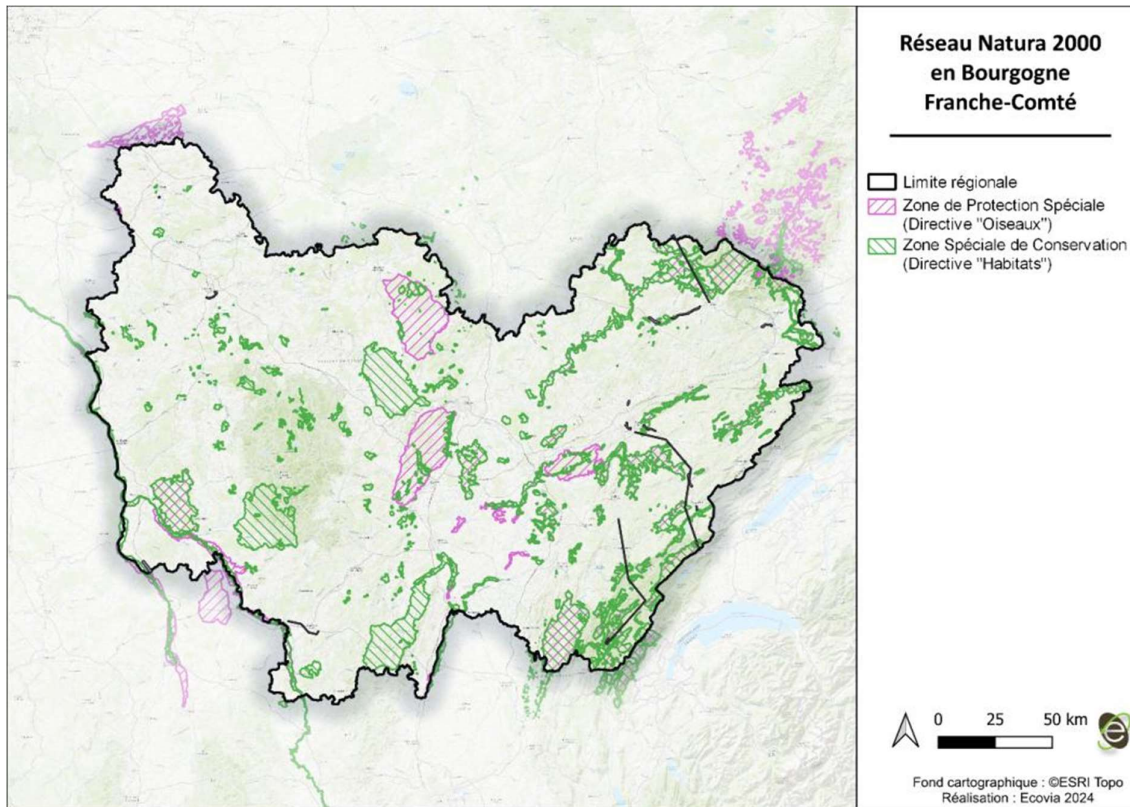 Réseau Natura 2000
en Bourgogne
Franche-Comté
Limite régionale
Zone de Protection Spéciale
(Directive "Oiseaux")
Zone Spéciale de Conservation
(Directive "Habitats")
0 25 50 km
e
Fond cartographique : ©ESRI Topo
Réalisation : Ecovia 2024